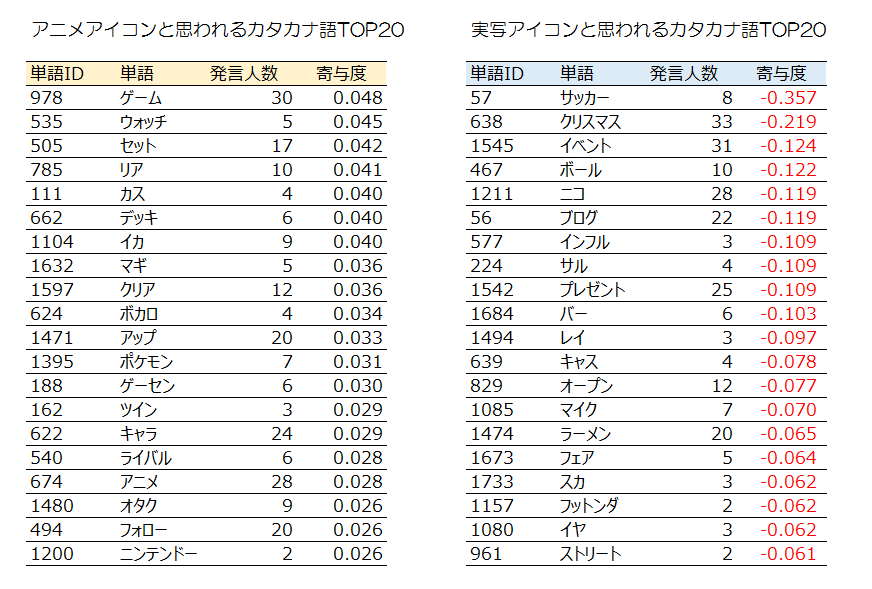 アニメアイコンと思われるカタカナ語TOP20
単語ID 単語 発言人数 寄与度
978 ゲーム 30 0.048
535 ウォッチ 5 0.045
505 セット 17 0.042
785 リア 10 0.041
111 カス 4 0.040
662 デッキ 6 0.040
1104 イカ 9 0.040
1632 マギ 5 0.036
1597 クリア 12 0.036
624 ボカロ 4 0.034
1471 アップ 20 0.033
1395 ポケモン 7 0.031
188 ゲーセン 6 0.030
162 ツイン 3 0.029
622 キャラ 24 0.029
540 ライバル 6 0.028
674 アニメ 28 0.028
1480 オタク 9 0.026
494 フォロー 20 0.026
1200 ニンテンドー 2 0.026
実写アイコンと思われるカタカナ語TOP20
単語ID 単語 発言人数 寄与度
57 サッカー 8 -0.357
638 クリスマス 33 -0.219
1545 イベント 31 -0.124
467 ボール 10 -0.122
1211 ニコ 28 -0.119
56 ブログ 22 -0.119
577 インフル 3 -0.109
224 サル 4 -0.109
1542 プレゼント 25 -0.109
1684 バー 6 -0.103
1494 レイ 3 -0.097
639 キャス 4 -0.078
829 オープン 12 -0.077
1085 マイク 7 -0.070
1474 ラーメン 20 -0.065
1673 フェア 5 -0.064
1733 スカ 3 -0.062
1157 フットンダ 2 -0.062
1080 イヤ 3 -0.062
961 ストリート 2 -0.061